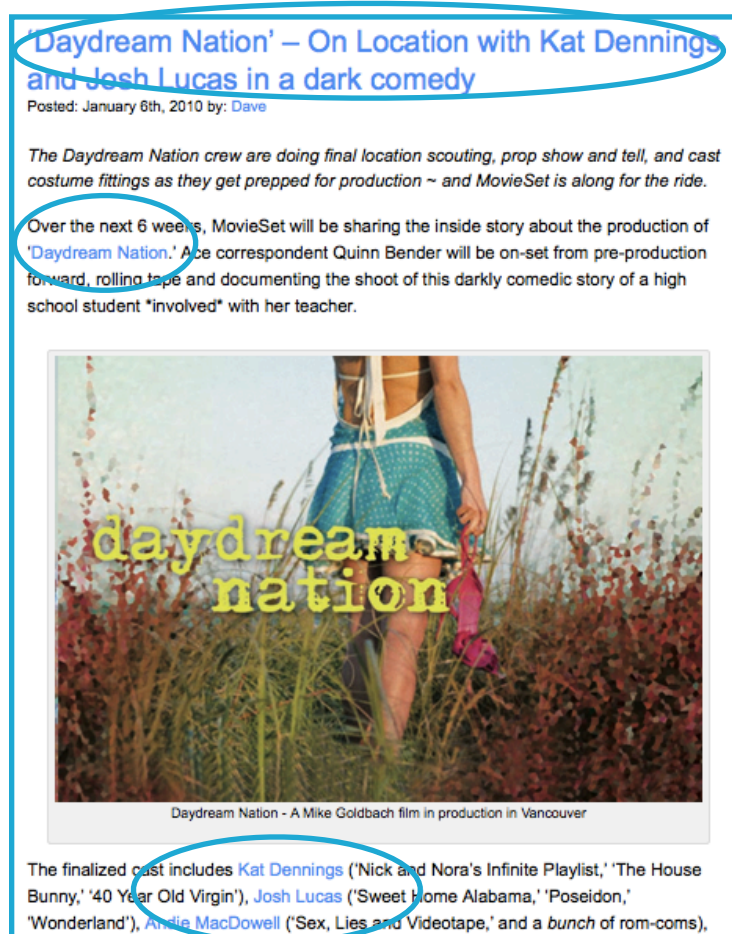 'Daydream Nation' – On Location with Kat Dennings
and Josh Lucas in a dark comedy
Posted: January 6th, 2010 by: Dave
The Daydream Nation crew are doing final location scouting, prop show and tell, and cast
costume fittings as they get prepped for production ~ and MovieSet is along for the ride.
Over the next 6 weeks, MovieSet will be sharing the inside story about the production of
'Daydream Nation.' Ace correspondent Quinn Bender will be on-set from pre-production
forward, rolling tape and documenting the shoot of this darkly comedic story of a high
school student *involved* with her teacher.
daydream
nation
Daydream Nation - A Mike Goldbach film in production in Vancouver
The finalized cast includes Kat Dennings ('Nick and Nora's Infinite Playlist,' 'The House
Bunny,' '40 Year Old Virgin'), Josh Lucas ('Sweet Home Alabama,' 'Poseidon,'
'Wonderland'), Andie MacDowell ('Sex, Lies and Videotape,' and a bunch of rom-coms),